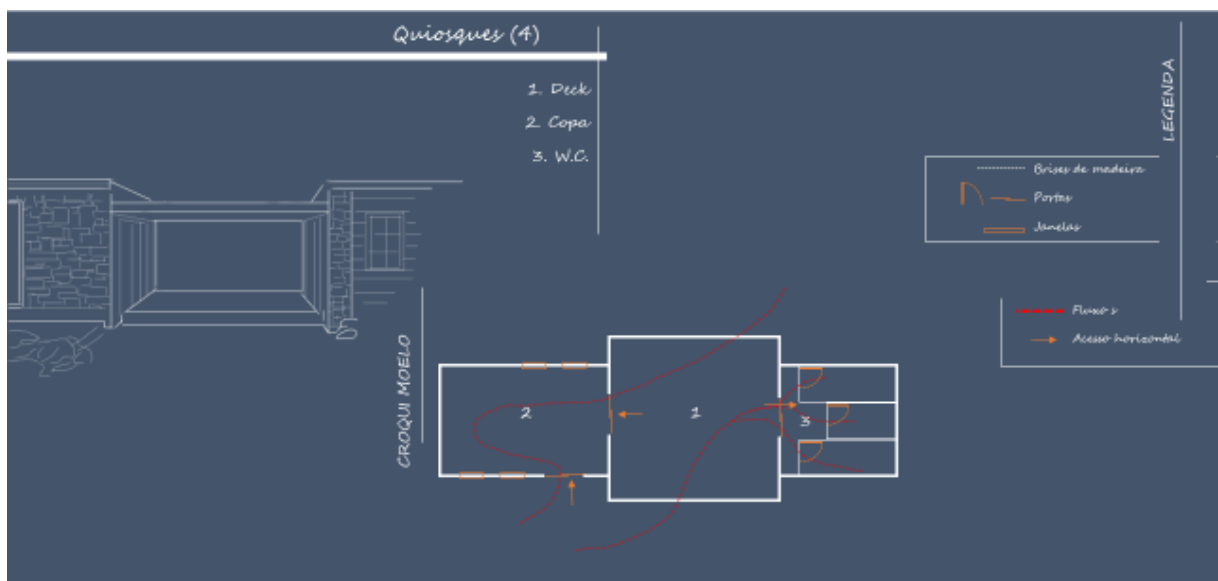 Quiosques (4)
1. Deck
2. Copa
3. W.C.
LEGENDA
Brises de madeira
Portas
Janelas
Fluxo s
Acesso horizontal
CROQUI MOELO
2
1
3